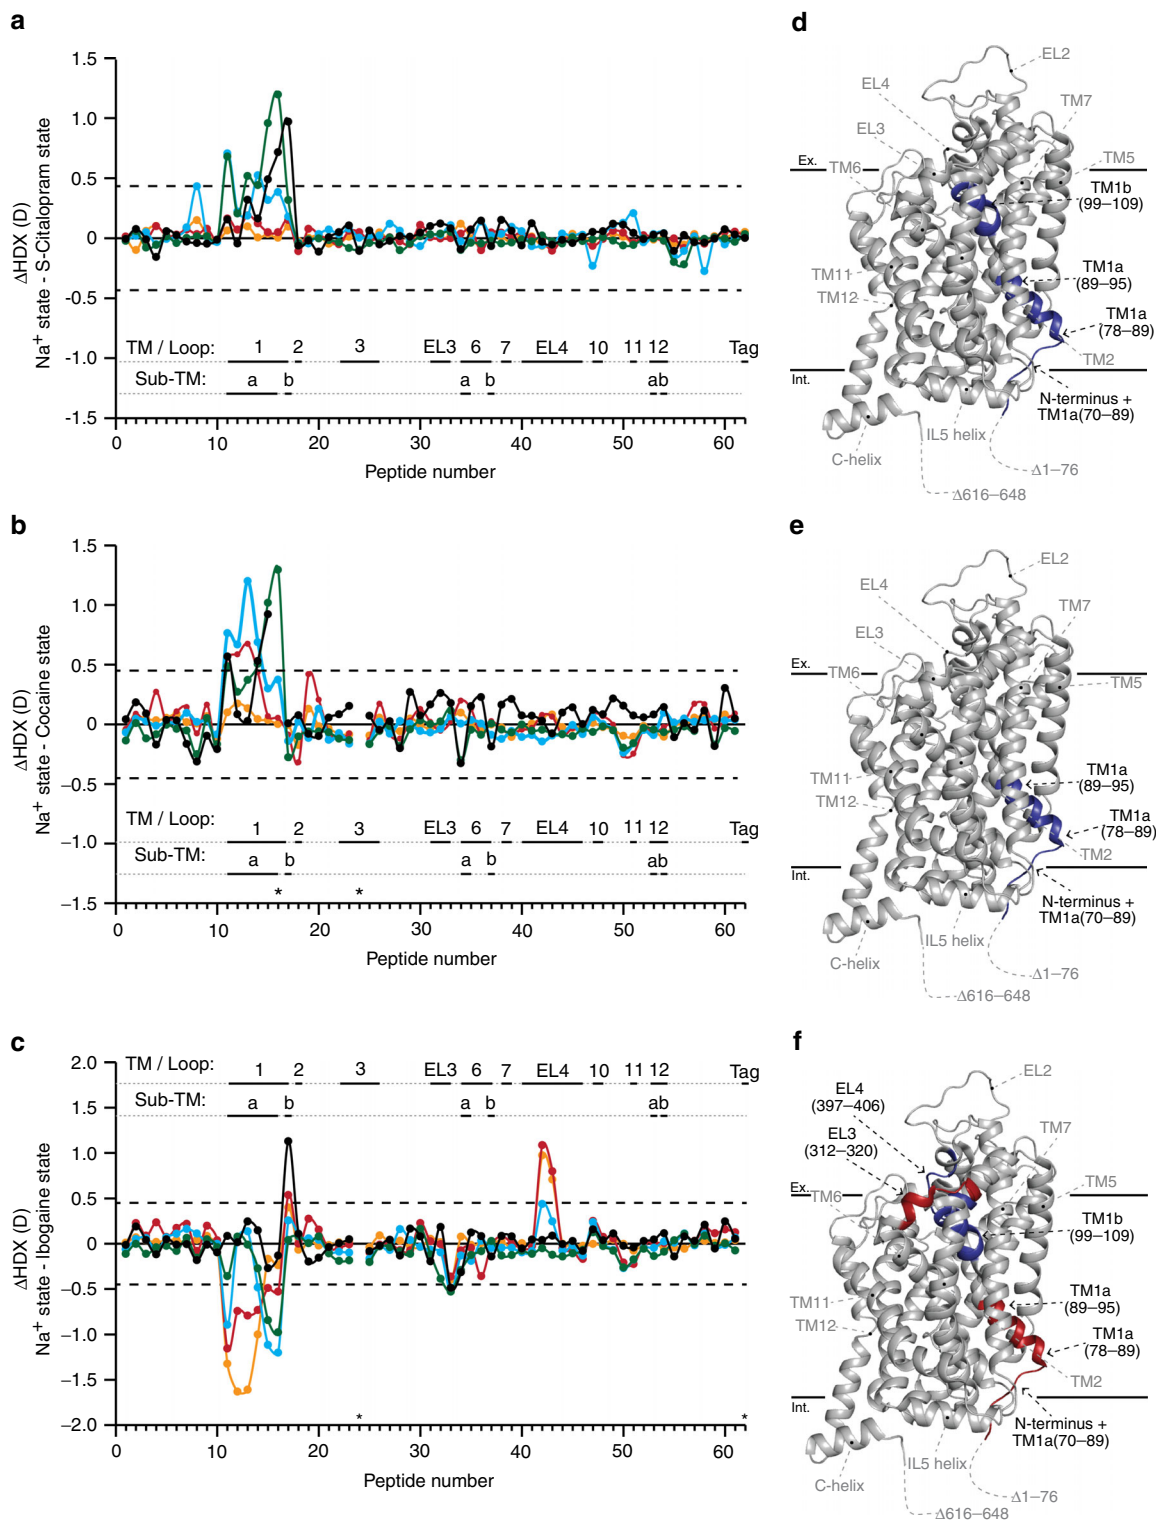 a
1.5
1.0
0.5
0
-0.5
-1.0
-1.5
ΔHDX (D)
Na+ state - S-Citalopram state
TM / Loop: 1 2 3 EL3 6 7 EL4 10 11 12 Tag
Sub-TM: a b a b ab
0 10 20 30 40 50 60
Peptide number
d
EL2
EL4
TM7
EL3
Ex.
TM6
TM5
TM1b
(99–109)
TM11
TM1a
(89–95)
TM12
TM1a
(78–89)
TM2
Int.
N-terminus +
TM1a(70–89)
IL5 helix
C-helix
Δ1–76
Δ616–648
b
1.5
1.0
0.5
0
−0.5
−1.0
−1.5
ΔHDX (D)
Na+ state - Cocaine state
TM / Loop: 1 2 3 EL3 6 7 EL4 10 11 12 Tag
Sub-TM: a b a b ab
* *
0 10 20 30 40 50 60
Peptide number
e
EL2
EL4
TM7
EL3
Ex.
TM6
TM5
TM11
TM1a
(89–95)
TM12
TM1a
(78–89)
TM2
Int.
N-terminus +
TM1a(70–89)
IL5 helix
C-helix
Δ1–76
Δ616–648
c
2.0
1.5
1.0
0.5
0
−0.5
−1.0
−1.5
−2.0
ΔHDX (D)
Na+ state - Ibogaine state
TM / Loop: 1 2 3 EL3 6 7 EL4 10 11 12 Tag
Sub-TM: a b a b ab
* *
0 10 20 30 40 50 60
Peptide number
f
EL2
EL4
(397–406)
TM7
EL3
(312–320)
Ex.
TM6
TM5
TM1b
(99–109)
TM11
TM1a
(89–95)
TM12
TM1a
(78–89)
TM2
Int.
N-terminus +
TM1a(70–89)
IL5 helix
C-helix
Δ1–76
Δ616–648